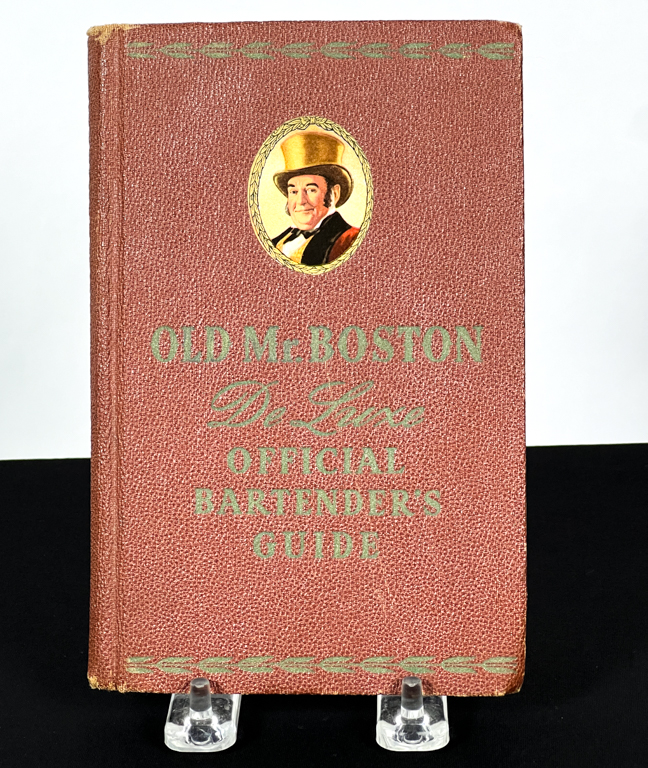 OLD MR. BOSTON
De Luxe
OFFICIAL
BARTENDER'S
GUIDE